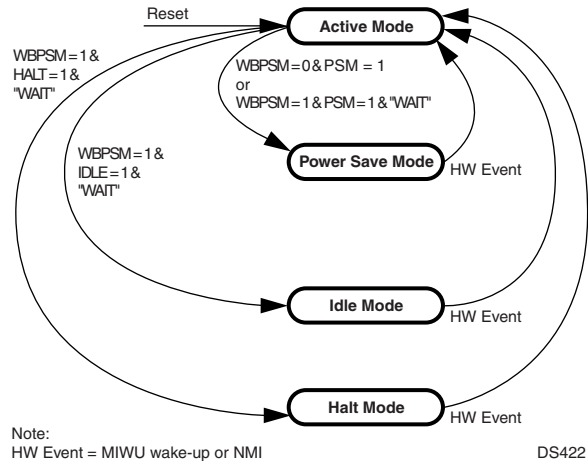 Reset
Active Mode
WBPSM=1&
HALT=1&
"WAIT"
WBPSM=0&PSM = 1
or
WBPSM=1&PSM=1&"WAIT"
WBPSM=1&
IDLE=1&
"WAIT"
Power Save Mode
HW Event
Idle Mode
HW Event
Halt Mode
HW Event
Note:
HW Event = MIWU wake-up or NMI
DS422